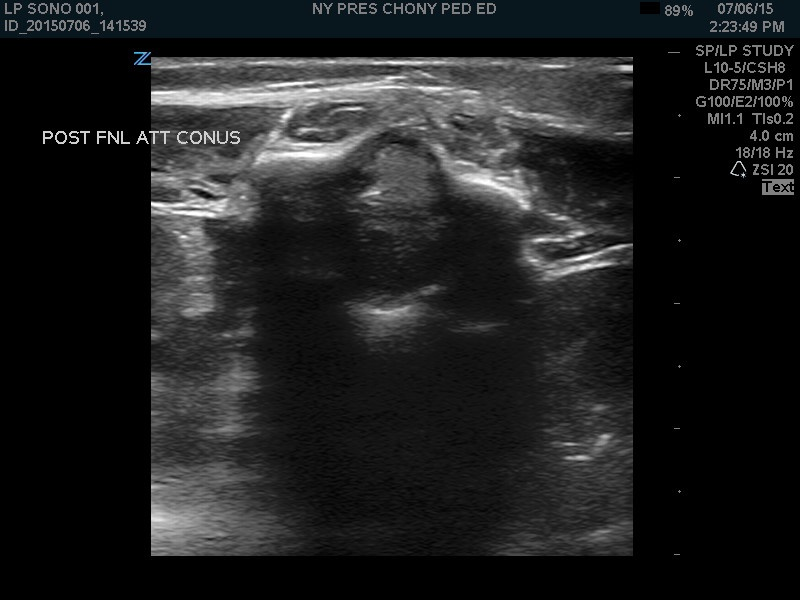 LP SONO 001,
ID_20150706_141539
NY PRES CHONY PED ED
89%
07/06/15
2:23:49 PM
SP/LP STUDY
L10-5/CSH8
DR75/M3/P1
G100/E2/100%
MI1.1 TIs0.2
4.0 cm
18/18 Hz
ZSI 20
Text
Z
POST FNL ATT CONUS